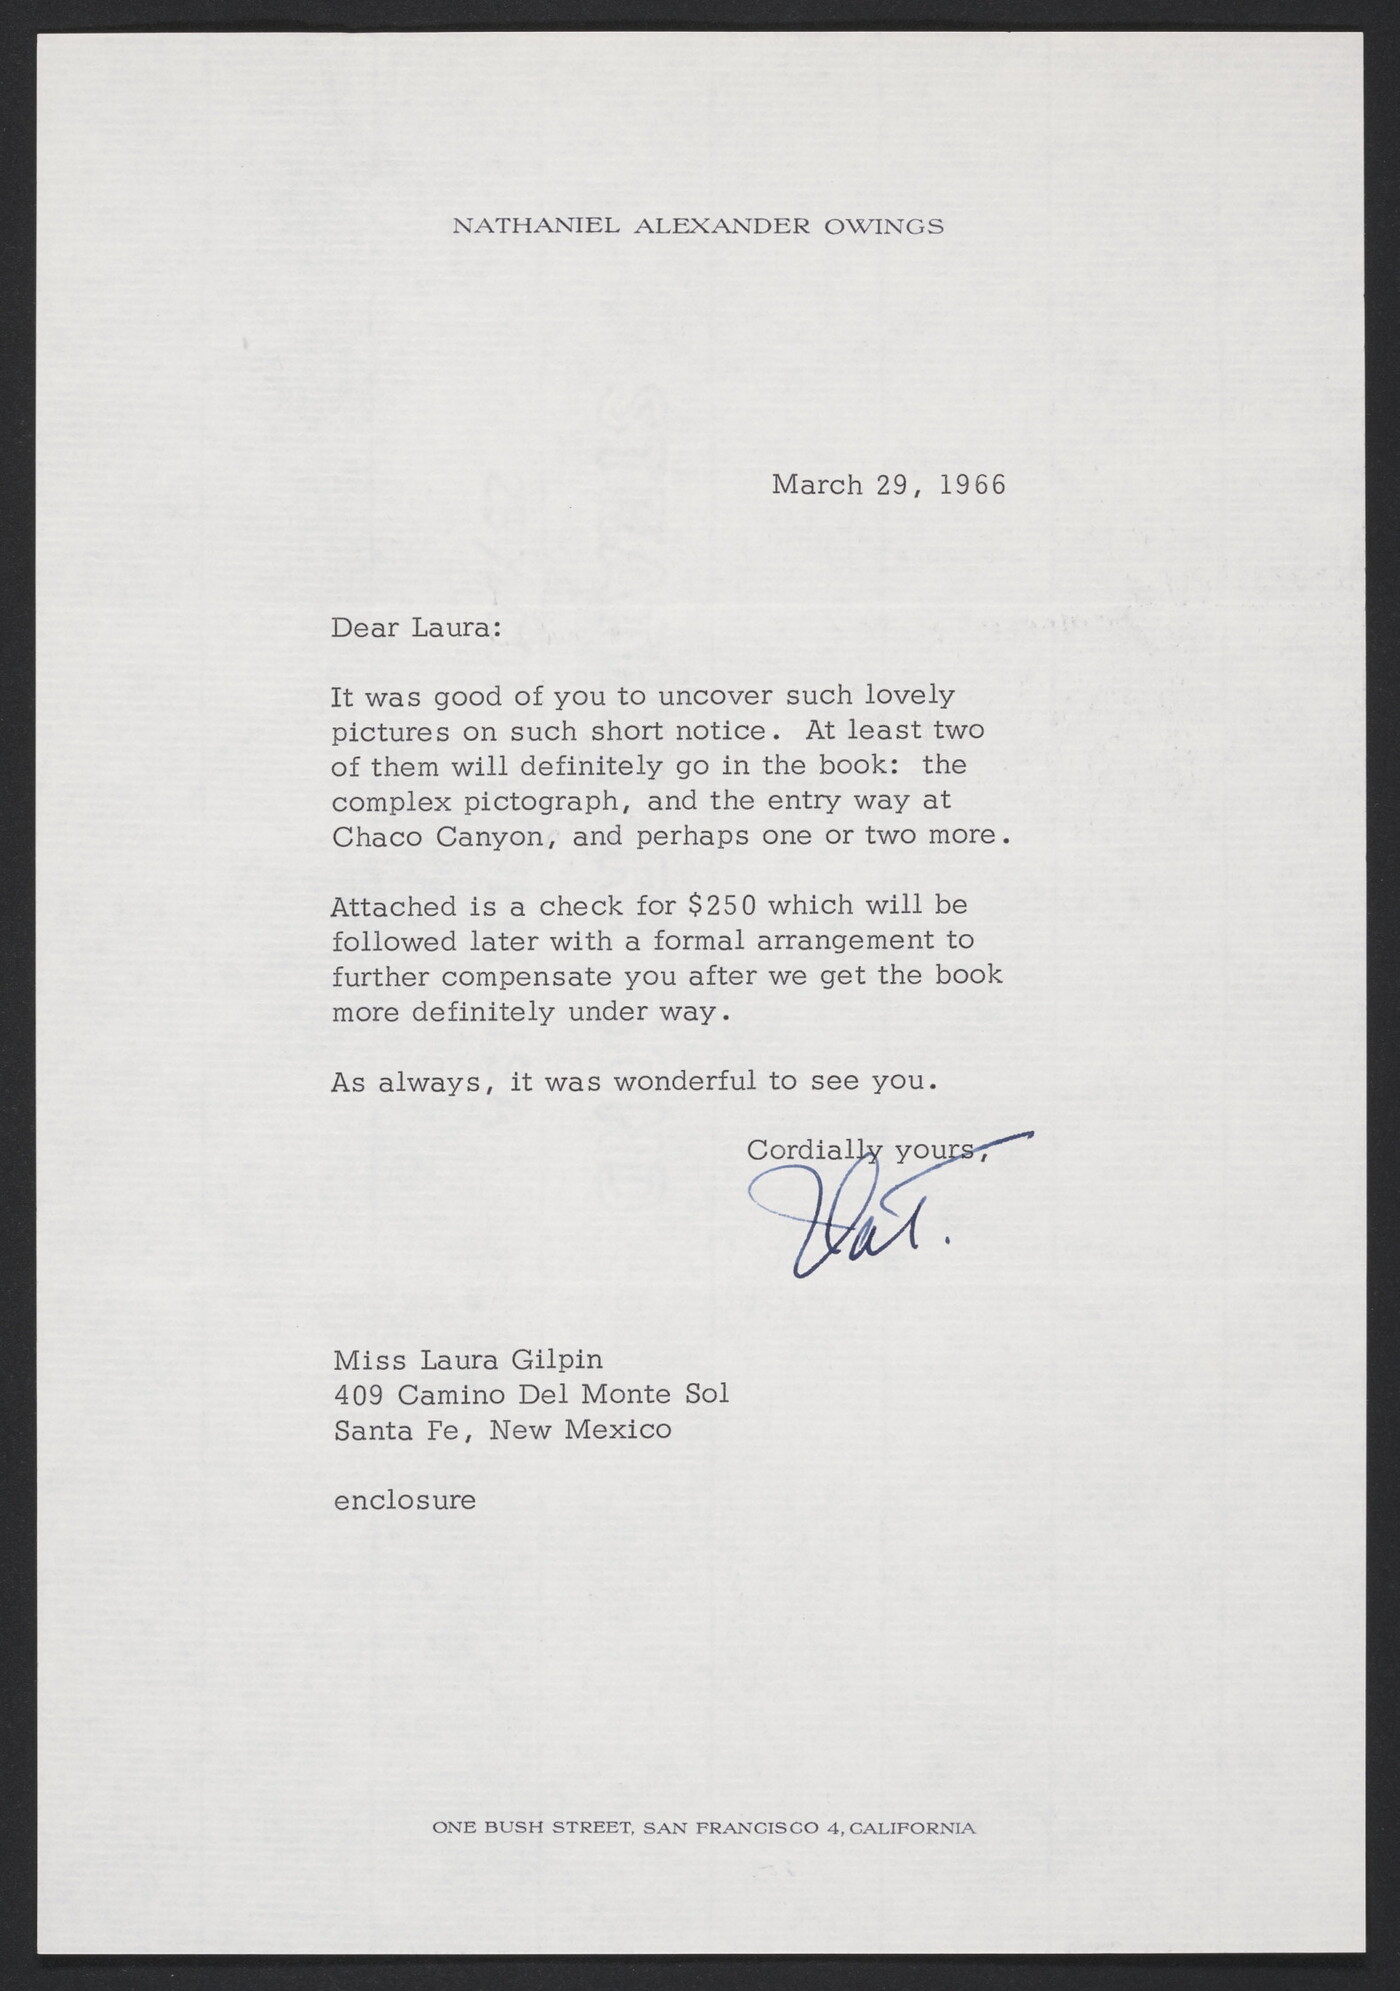 NATHANIEL ALEXANDER OWINGS
March 29, 1966
Dear Laura:
It was good of you to uncover such lovely
pictures on such short notice. At least two
of them will definitely go in the book: the
complex pictograph, and the entry way at
Chaco Canyon, and perhaps one or two more.
Attached is a check for $250 which will be
followed later with a formal arrangement to
further compensate you after we get the book
more definitely under way.
As always, it was wonderful to see you.
Cordially yours,
Nat.
Miss Laura Gilpin
409 Camino Del Monte Sol
Santa Fe, New Mexico
enclosure
ONE BUSH STREET, SAN FRANCISCO 4, CALIFORNIA